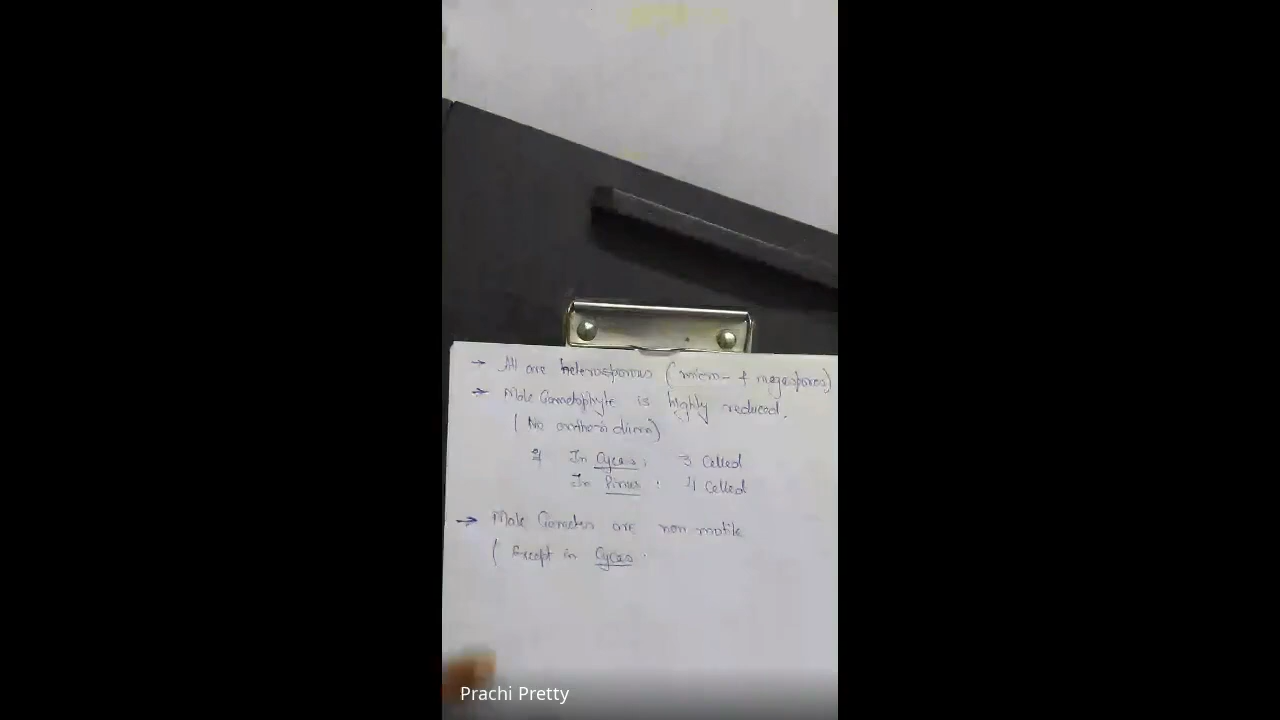 → All are heterosporous (micro- & megaspores)
→ Male Gametophyte is highly reduced.
( No antheridium)
In Cycas, 3 Celled
In Pinus, 4 Celled
→ Male Gametes are non motile
( Except in Cycas.
Prachi Pretty